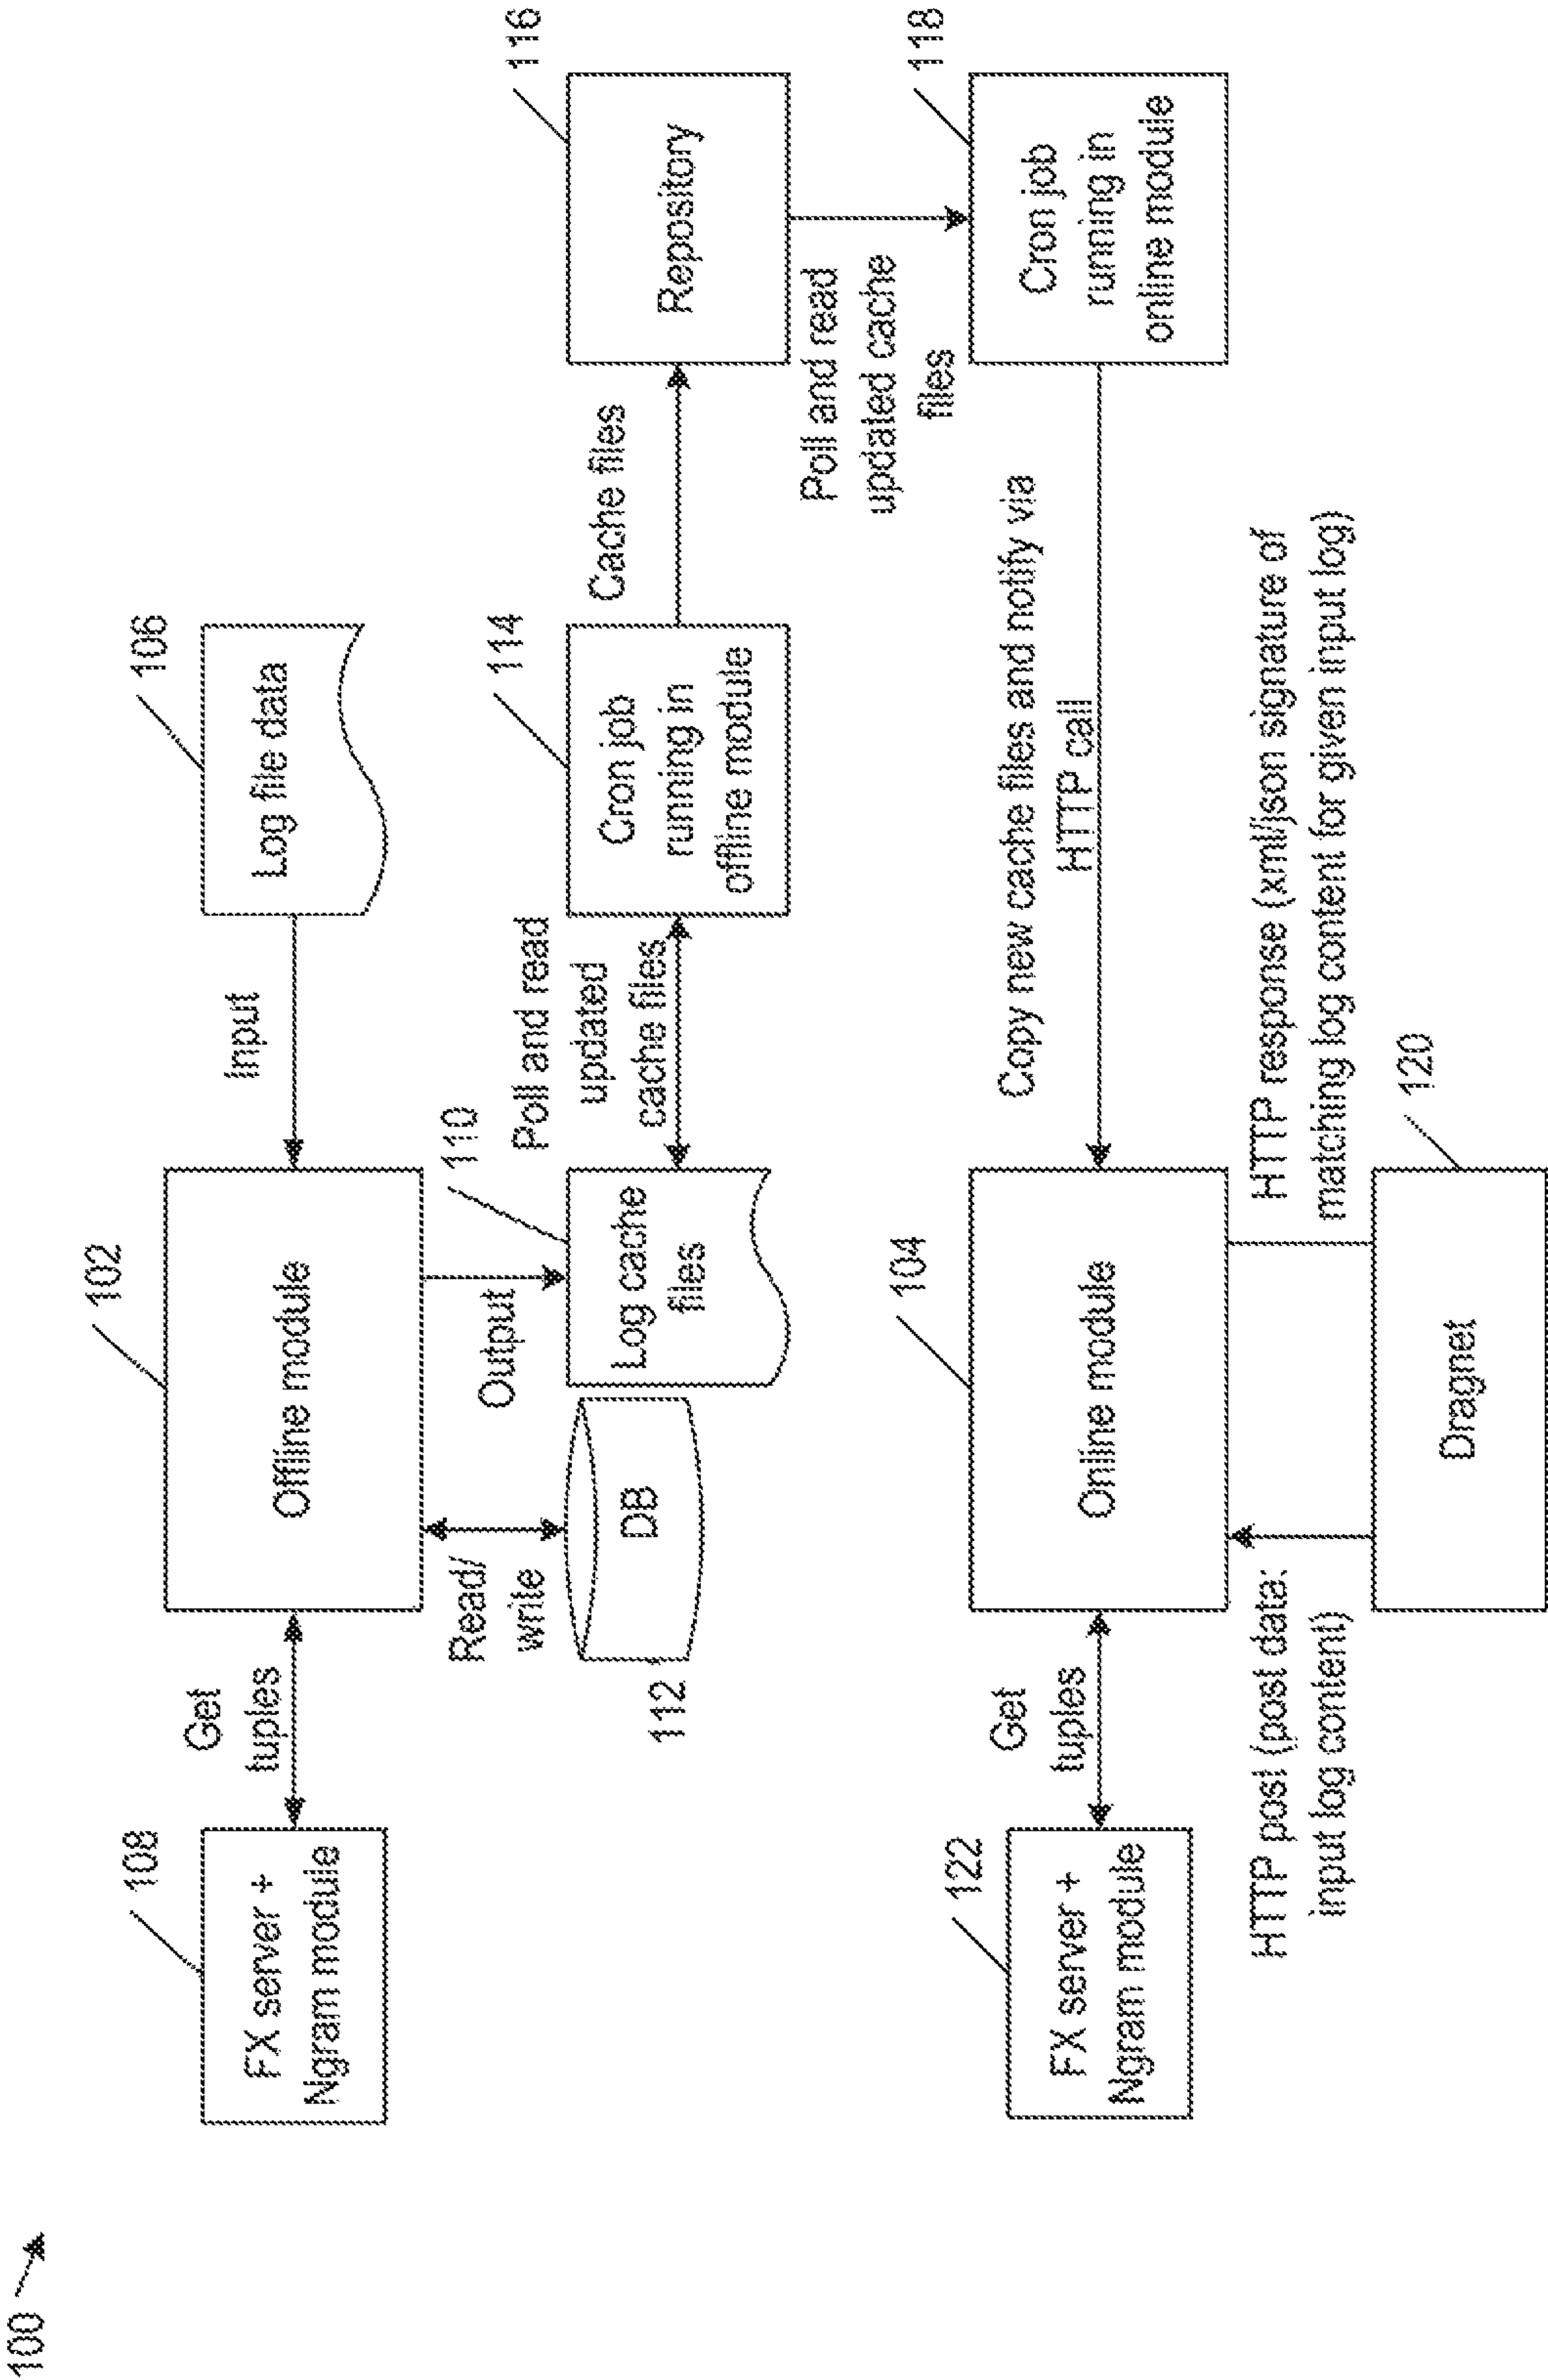 100
108
FX server +
Ngram module
Get
tuples
102
Offline module
Input
106
Log file data
Read/
write
Output
110
DB
112
Log cache
files
Poll and read
updated
cache files
114
Cron job
running in
offline module
Cache files
116
Repository
Poll and read
updated cache
files
118
Cron job
running in
online module
122
FX server +
Ngram module
Get
tuples
104
Online module
Copy new cache files and notify via
HTTP call
HTTP post (post data:
input log content)
HTTP response (xml/json signature of
matching log content for given input log)
120
Dragnet